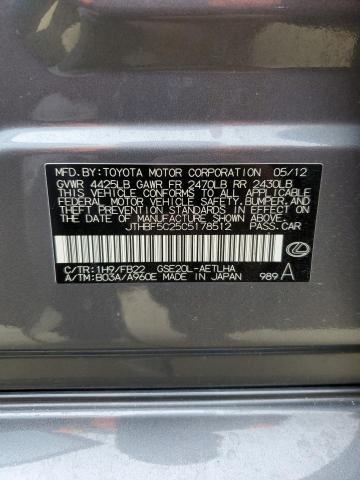 MFD.BY:TOYOTA MOTOR CORPORATION 05/12
GVWR 4425LB GAWR FR 2470LB RR 2430LB
THIS VEHICLE CONFORMS TO ALL APPLI-
CABLE FEDERAL MOTOR VEHICLE
SAFETY,BUMPER,AND
THEFT PREVENTION STANDARDS IN
EFFECT ON THE DATE OF
MANUFACTURE SHOWN ABOVE.
JTHBF5C25C5178512 PASS.CAR
C/TR:1H9/FB22 GSE20L-AETLHA
A/TM:B03A/A960E MADE IN JAPAN 989 A